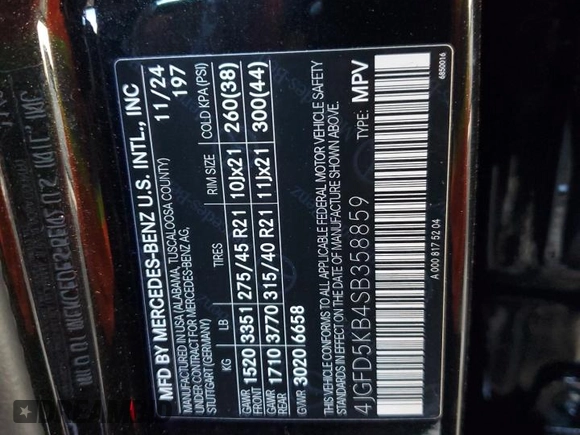 MFD BY MERCEDES-BENZ U.S. INTL., INC 11/24
MANUFACTURED IN USA (ALABAMA, TUSCALOOSA COUNTY) 197
UNDER CONTRACT FOR MERCEDES-BENZ AG,
STUTTGART (GERMANY)
KG LB TIRES RIM SIZE COLD KPA (PSI)
GAWR FRONT 1520 3351 275/45 R21 10Jx21 260(38)
GAWR REAR 1710 3770 315/40 R21 11Jx21 300(44)
GVWR 3020 6658
THIS VEHICLE CONFORMS TO ALL APPLICABLE FEDERAL MOTOR VEHICLE SAFETY
AND THEFT PREVENTION STANDARDS IN EFFECT ON THE DATE OF MANUFACTURE SHOWN ABOVE.
4JGFD5KB4SB358859 TYPE: MPV
A 000 817 52 04
6850016